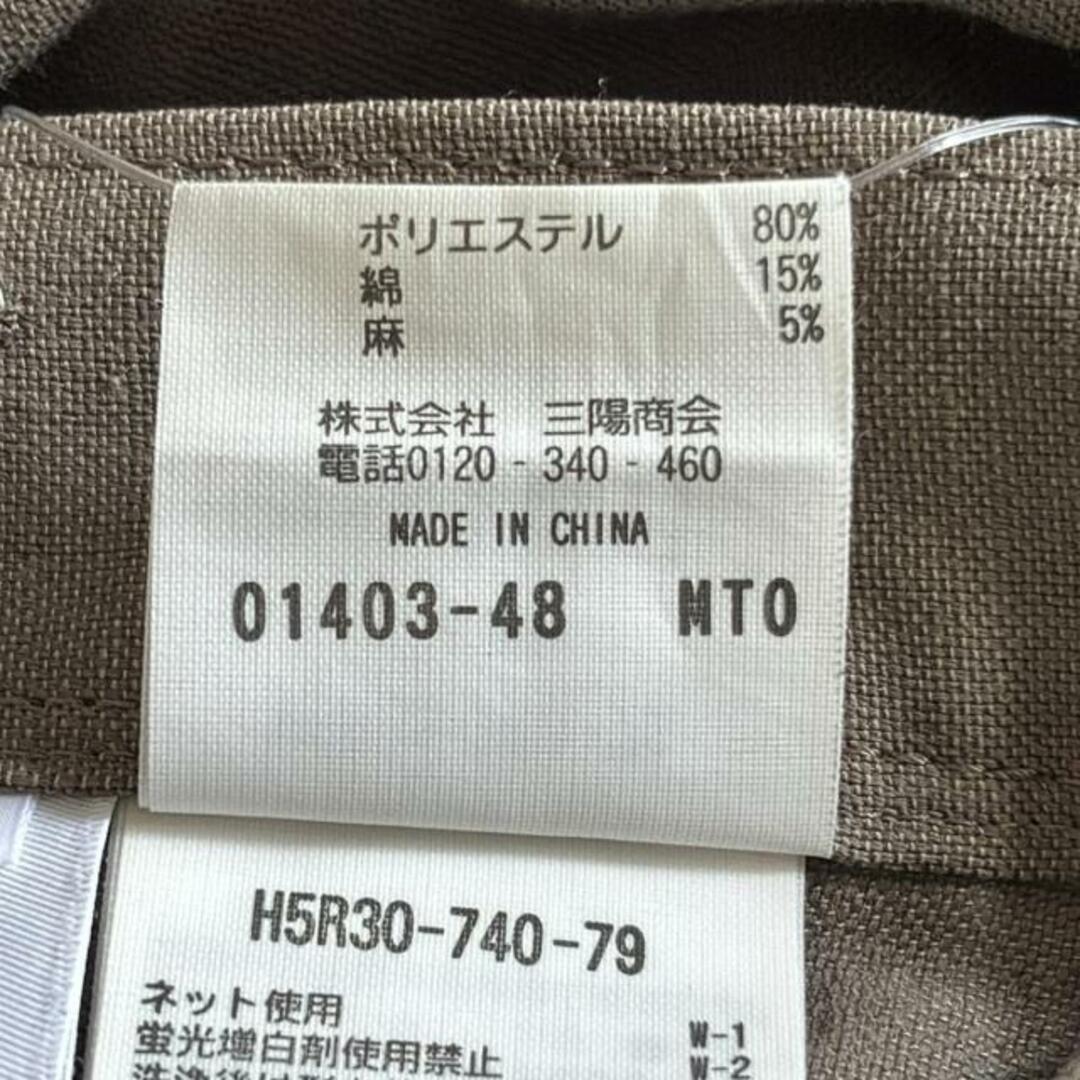 ポリエステル 80%
綿 15%
麻 5%
株式会社 三陽商会
電話0120 - 340 - 460
MADE IN CHINA
01403-48 MTO
H5R30-740-79
ネット使用
蛍光増白剤使用禁止 W-1
W-2